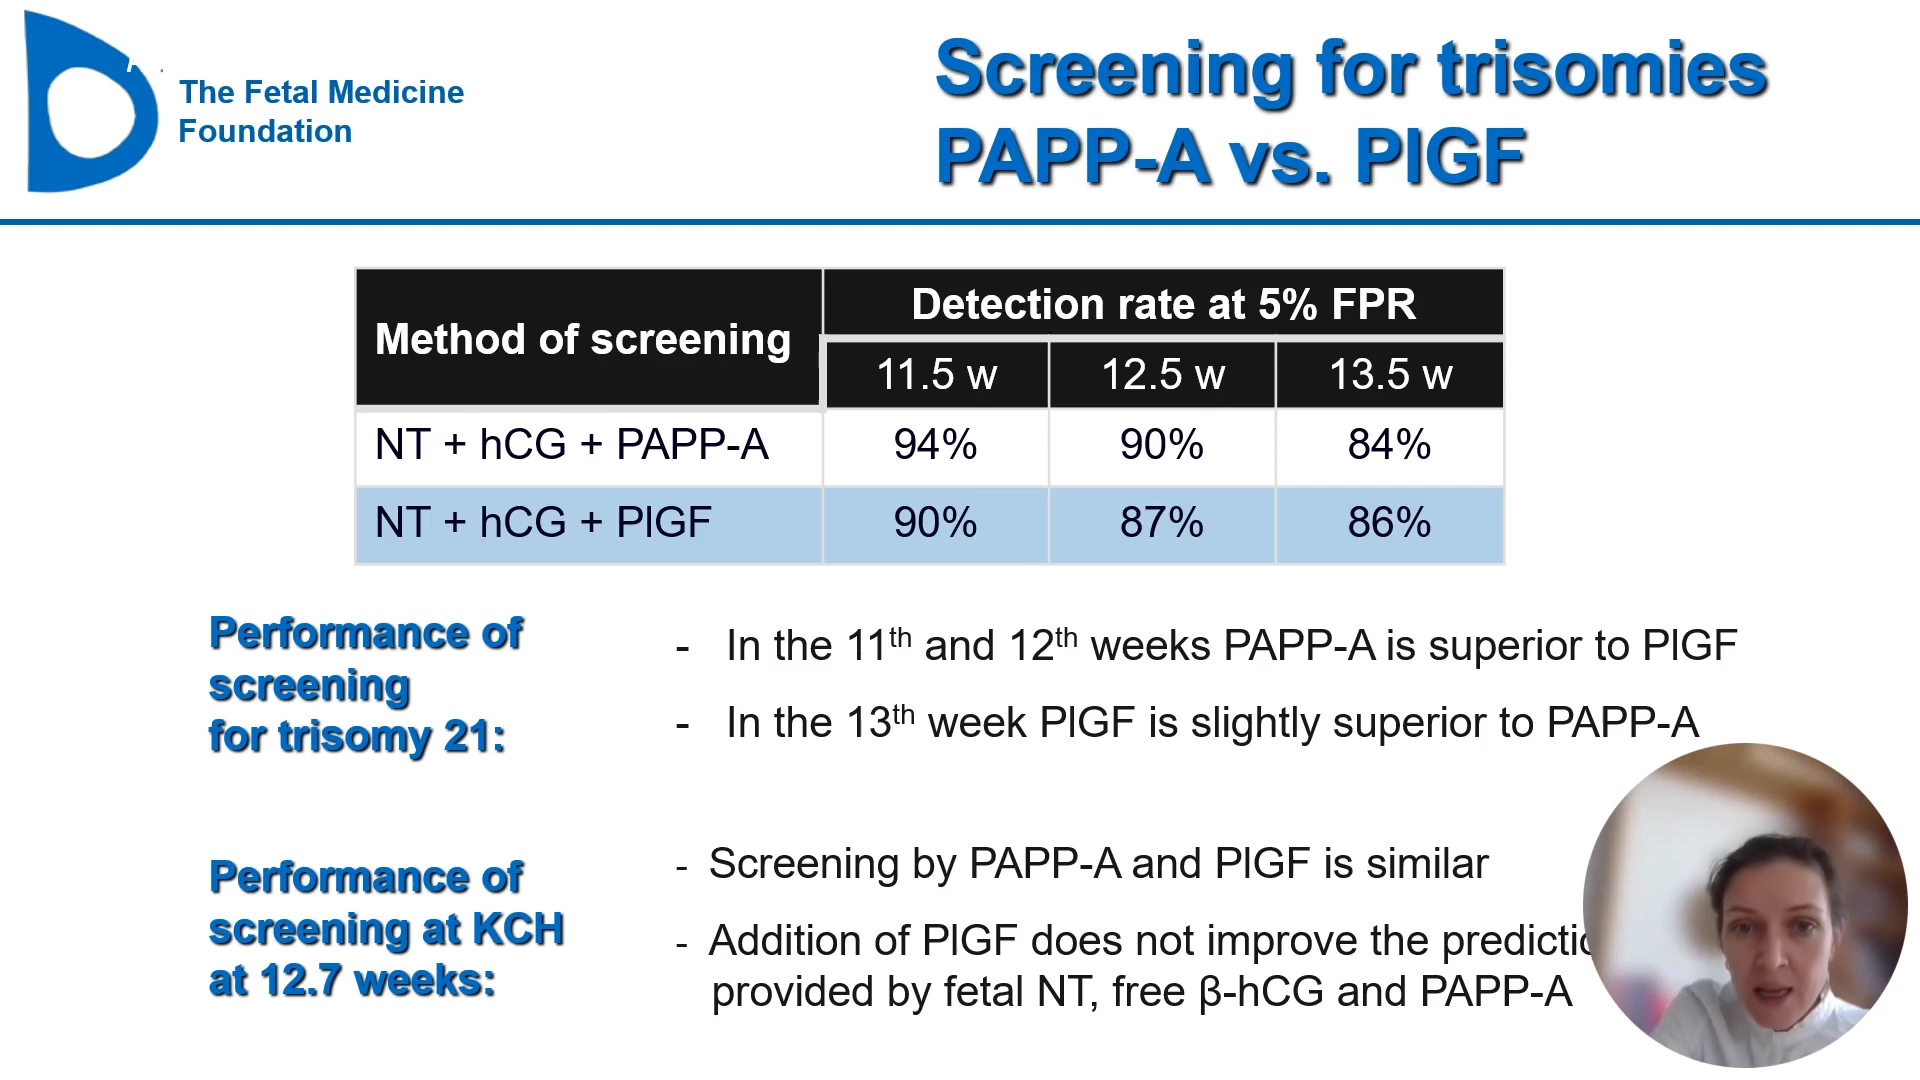 The Fetal Medicine
Foundation
Screening for trisomies
PAPP-A vs. PlGF
Method of screening
Detection rate at 5% FPR
11.5 w 12.5 w 13.5 w
NT + hCG + PAPP-A 94% 90% 84%
NT + hCG + PlGF 90% 87% 86%
Performance of
screening
for trisomy 21:
- In the 11th and 12th weeks PAPP-A is superior to PlGF
- In the 13th week PlGF is slightly superior to PAPP-A
Performance of
screening at KCH
at 12.7 weeks:
- Screening by PAPP-A and PlGF is similar
- Addition of PlGF does not improve the
provided by fetal NT, free β-hCG and PAPP-A